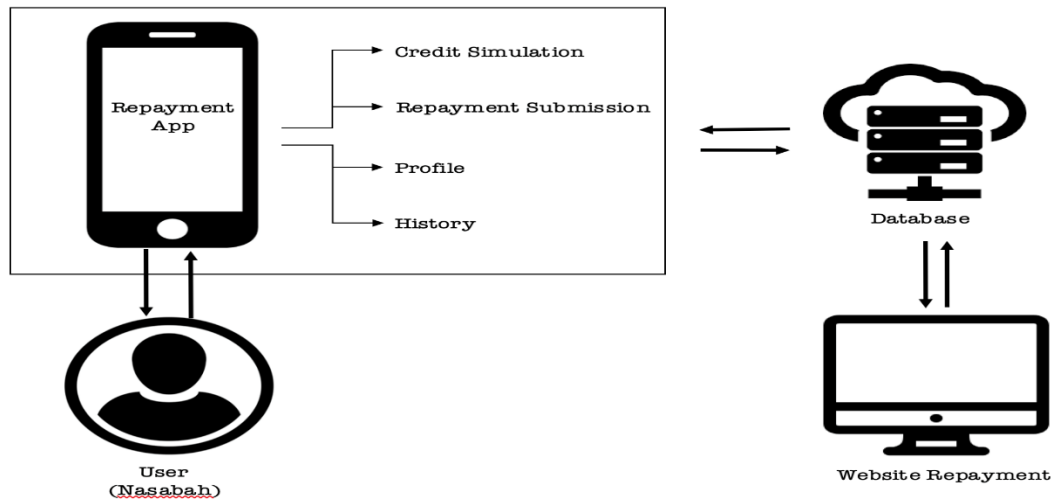 Repayment
App
Credit Simulation
Repayment Submission
Profile
History
Database
User
(Nasabah)
Website Repayment